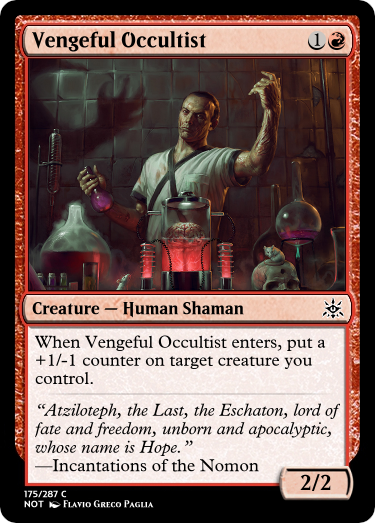 Vengeful Occultist 1
Creature — Human Shaman
When Vengeful Occultist enters, put a
+1/-1 counter on target creature you
control.
“Atziloteph, the Last, the Eschaton, lord of
fate and freedom, unborn and apocalyptic,
whose name is Hope.”
—Incantations of the Nomon
2/2
175/287 C
NOT Flavio Greco Paglia